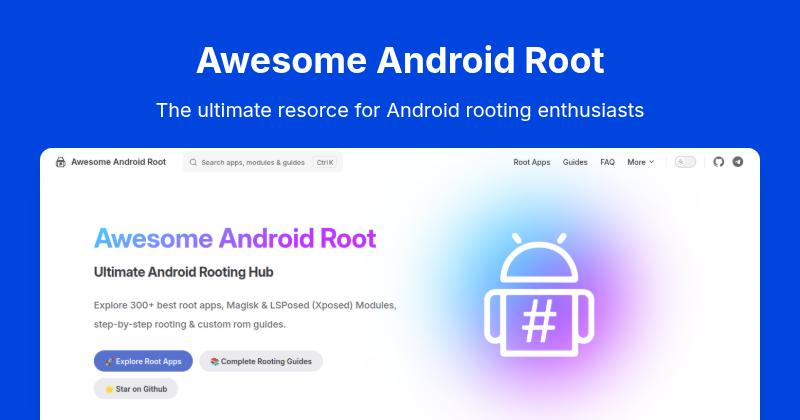 Awesome Android Root
The ultimate resorce for Android rooting enthusiasts
Awesome Android Root
Search apps, modules & guides
Ctrl K
Root Apps
Guides
FAQ
More
Awesome Android Root
Ultimate Android Rooting Hub
Explore 300+ best root apps, Magisk & LSPosed (Xposed) Modules,
step-by-step rooting & custom rom guides.
#
🚀 Explore Root Apps
📚 Complete Rooting Guides
🌟 Star on Github